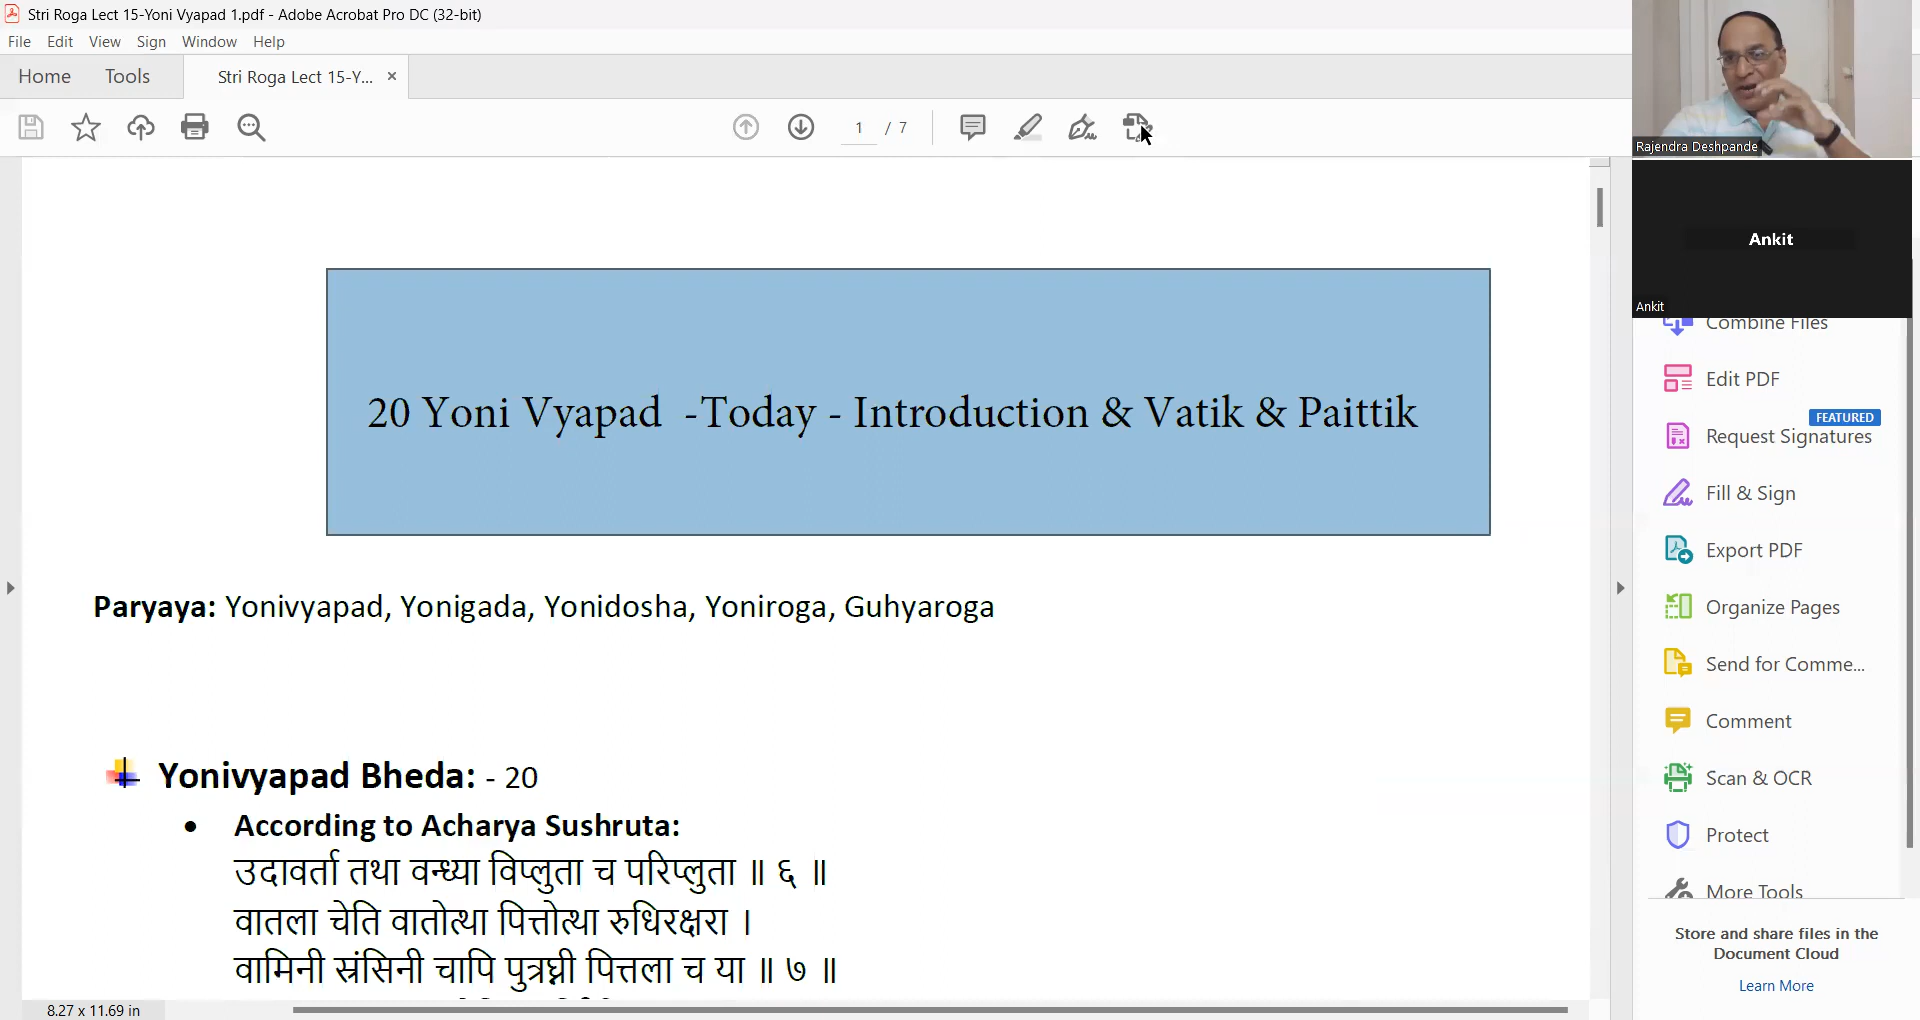 Stri Roga Lect 15-Yoni Vyapad 1.pdf - Adobe Acrobat Pro DC (32-bit)
File Edit View Sign Window Help
Home Tools Stri Roga Lect 15-Y... ×
1 / 7
Rajendra Deshpande
Ankit
Ankit
20 Yoni Vyapad -Today - Introduction & Vatik & Paittik
Paryaya: Yonivyapad, Yonigada, Yonidosha, Yoniroga, Guhyaroga
Yonivyapad Bheda: - 20
• According to Acharya Sushruta:
उदावर्ता तथा वन्ध्या विप्लुता च परिप्लुता ॥ ६ ॥
वातला चेति वातोत्था पित्तोत्था रुधिरक्षरा ।
वामिनी स्रंसिनी चापि पुत्रघ्नी पित्तला च या ॥ ७ ॥
8.27 x 11.69 in
Combine Files
Edit PDF
FEATURED
Request Signatures
Fill & Sign
Export PDF
Organize Pages
Send for Comme...
Comment
Scan & OCR
Protect
More Tools
Store and share files in the
Document Cloud
Learn More